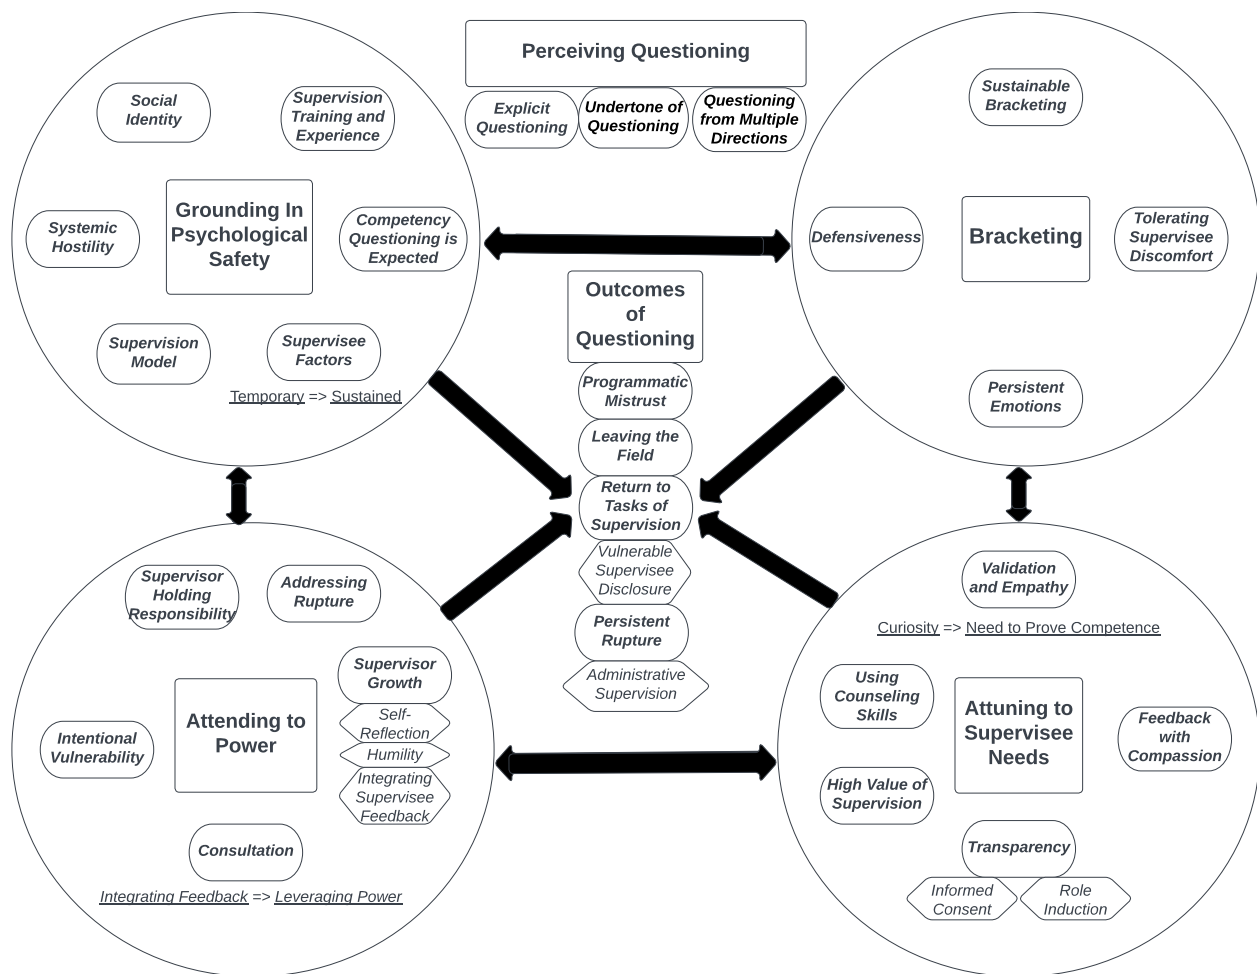 Perceiving Questioning
Explicit
Questioning
Undertone of
Questioning
Questioning
from Multiple
Directions
Social
Identity
Supervision
Training and
Experience
Systemic
Hostility
Grounding In
Psychological
Safety
Competency
Questioning is
Expected
Supervision
Model
Supervisee
Factors
Temporary => Sustained
Sustainable
Bracketing
Defensiveness
Bracketing
Tolerating
Supervisee
Discomfort
Persistent
Emotions
Outcomes
of
Questioning
Programmatic
Mistrust
Leaving the
Field
Return to
Tasks of
Supervision
Vulnerable
Supervisee
Disclosure
Persistent
Rupture
Administrative
Supervision
Supervisor
Holding
Responsibility
Addressing
Rupture
Supervisor
Growth
Self-
Reflection
Humility
Integrating
Supervisee
Feedback
Attending to
Power
Intentional
Vulnerability
Consultation
Integrating Feedback => Leveraging Power
Validation
and Empathy
Curiosity => Need to Prove Competence
Using
Counseling
Skills
Attuning to
Supervisee
Needs
Feedback
with
Compassion
High Value of
Supervision
Transparency
Informed
Consent
Role
Induction